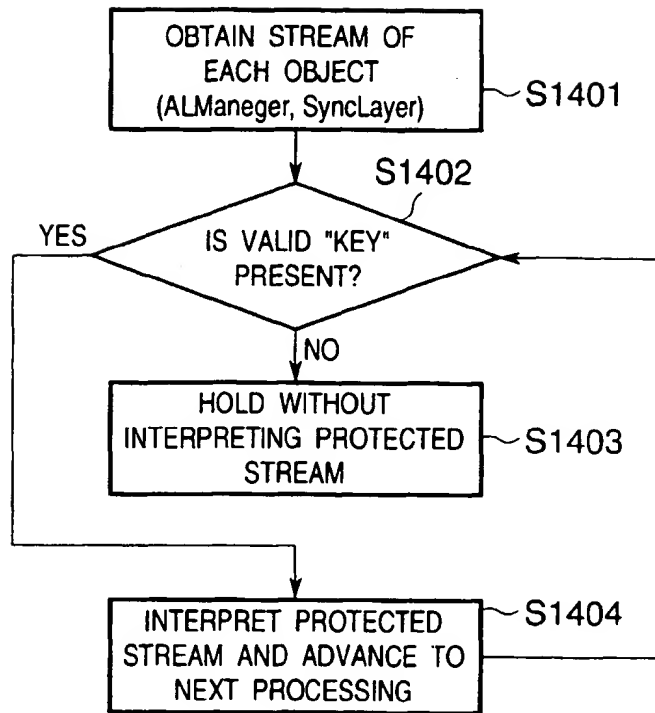 OBTAIN STREAM OF
EACH OBJECT
(ALManeger, SyncLayer)
S1401
S1402
YES
IS VALID "KEY"
PRESENT?
NO
HOLD WITHOUT
INTERPRETING PROTECTED
STREAM
S1403
INTERPRET PROTECTED
STREAM AND ADVANCE TO
NEXT PROCESSING
S1404